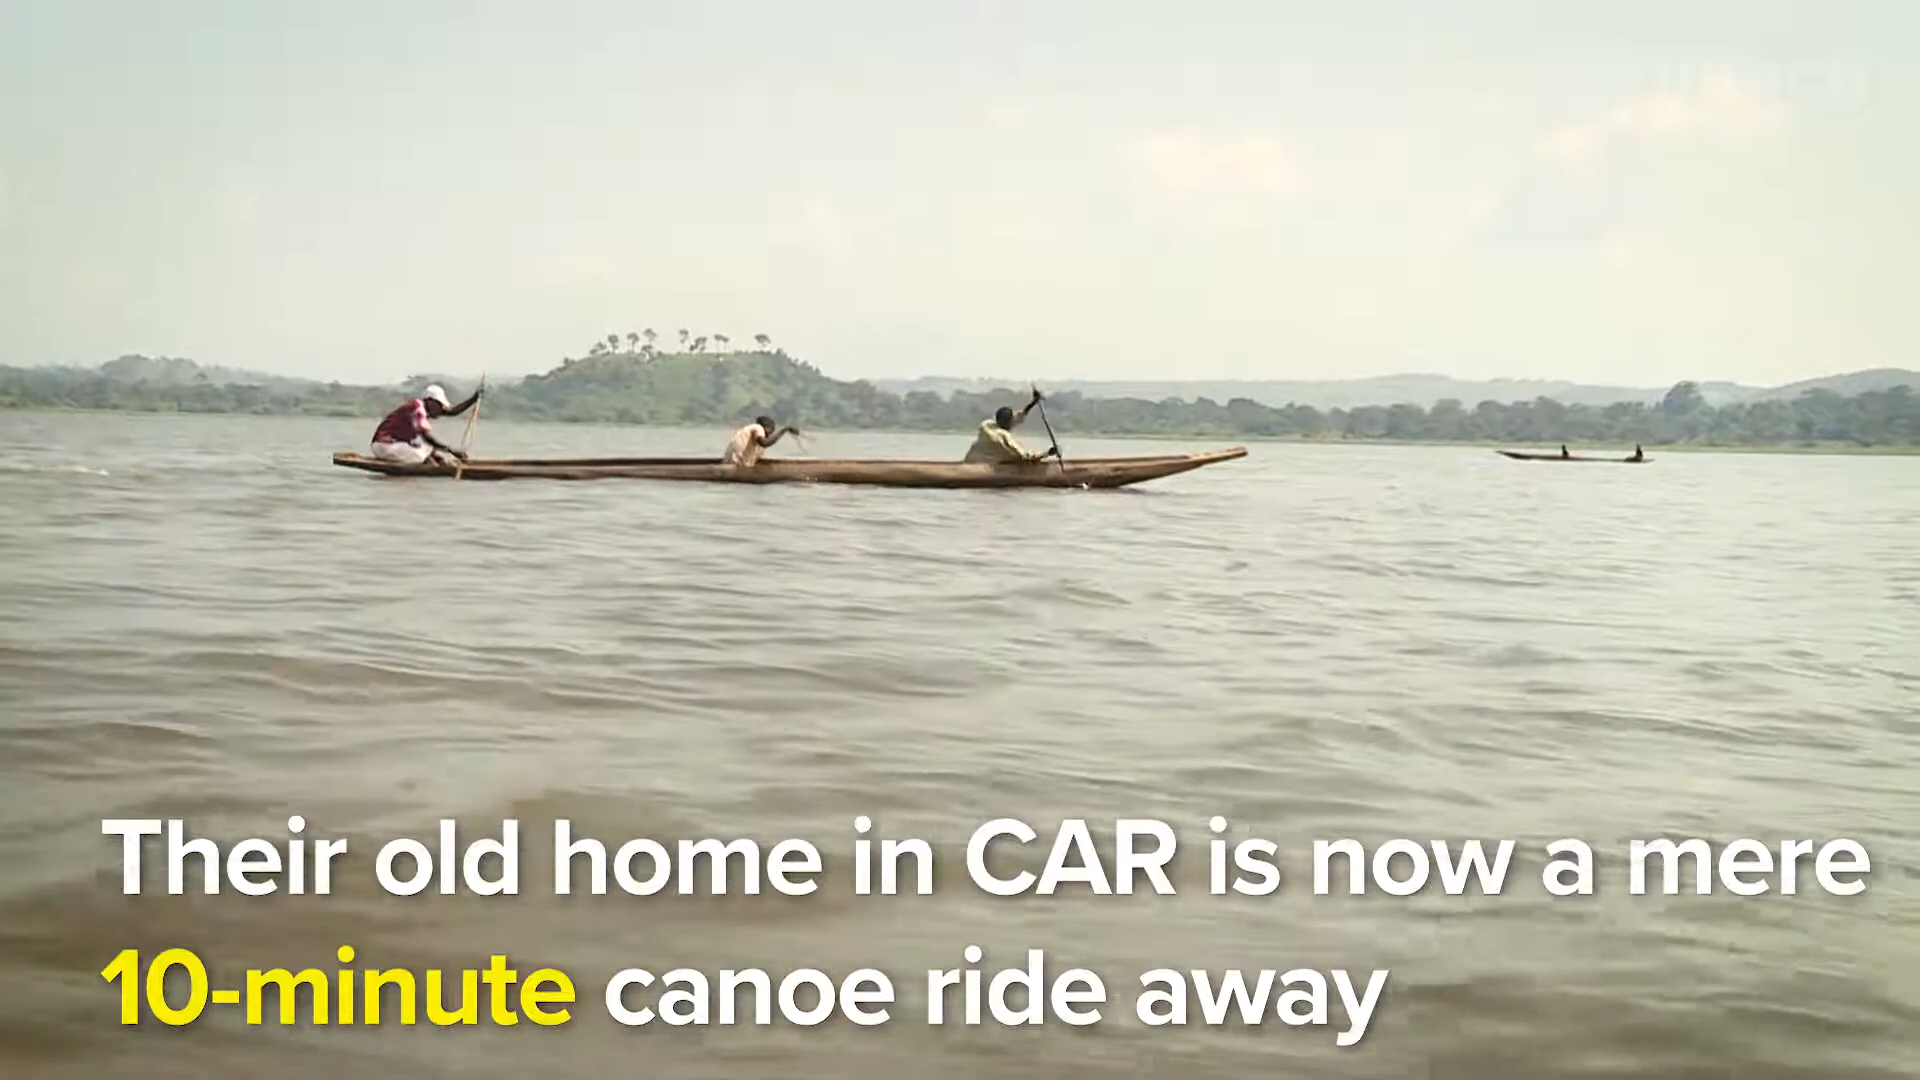 Their old home in CAR is now a mere
10-minute canoe ride away